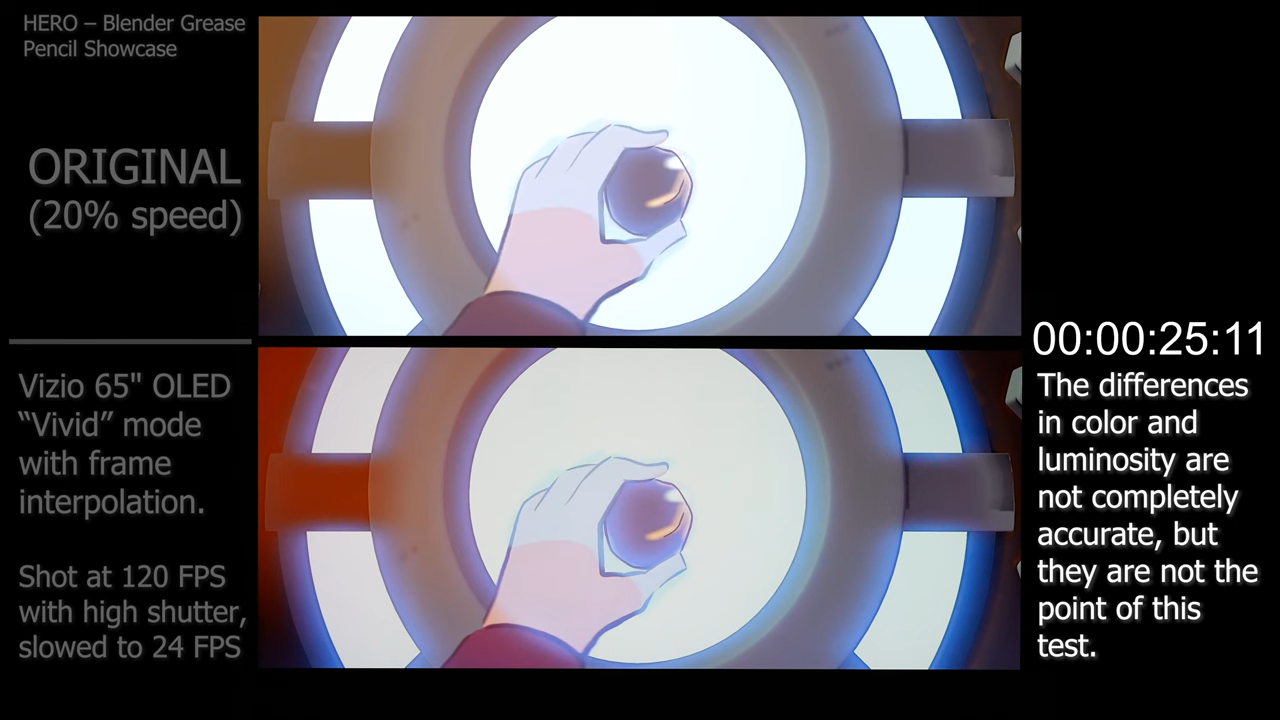 HERO – Blender Grease
Pencil Showcase
ORIGINAL
(20% speed)
Vizio 65" OLED
“Vivid” mode
with frame
interpolation.
Shot at 120 FPS
with high shutter,
slowed to 24 FPS
00:00:25:11
The differences
in color and
luminosity are
not completely
accurate, but
they are not the
point of this
test.